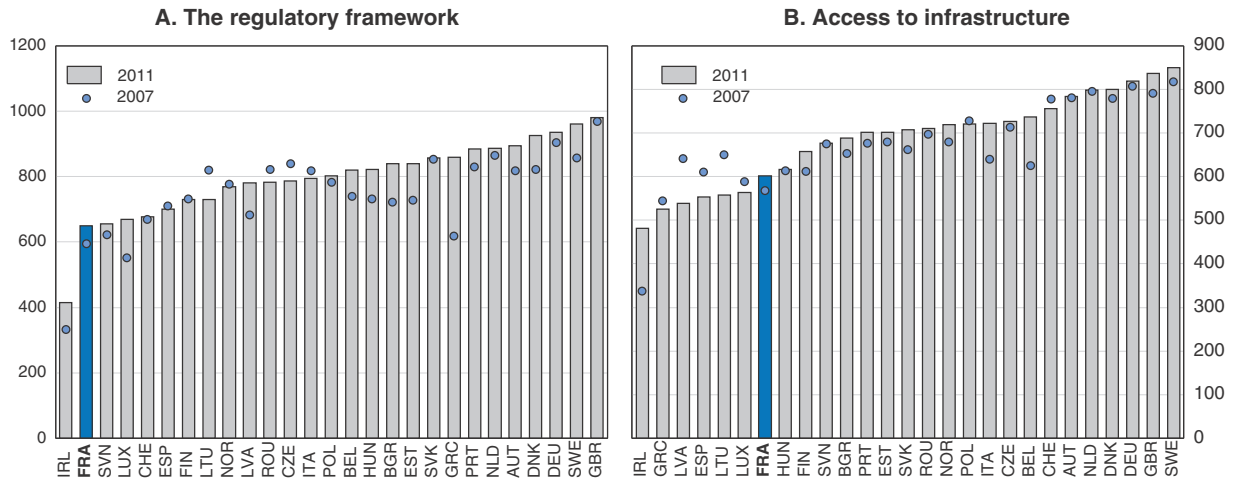 A. The regulatory framework
1200
1000
800
600
400
200
0
2011
2007
IRL
FRA
SVN
LUX
CHE
ESP
FIN
LTU
NOR
LVA
ROU
CZE
ITA
POL
BEL
HUN
BGR
EST
SVK
GRC
PRT
NLD
AUT
DNK
DEU
SWE
GBR
B. Access to infrastructure
900
800
700
600
500
400
300
200
100
0
2011
2007
IRL
GRC
LVA
ESP
LTU
LUX
FRA
HUN
FIN
SVN
BGR
PRT
EST
SVK
ROU
NOR
POL
ITA
CZE
BEL
CHE
AUT
NLD
DNK
DEU
GBR
SWE